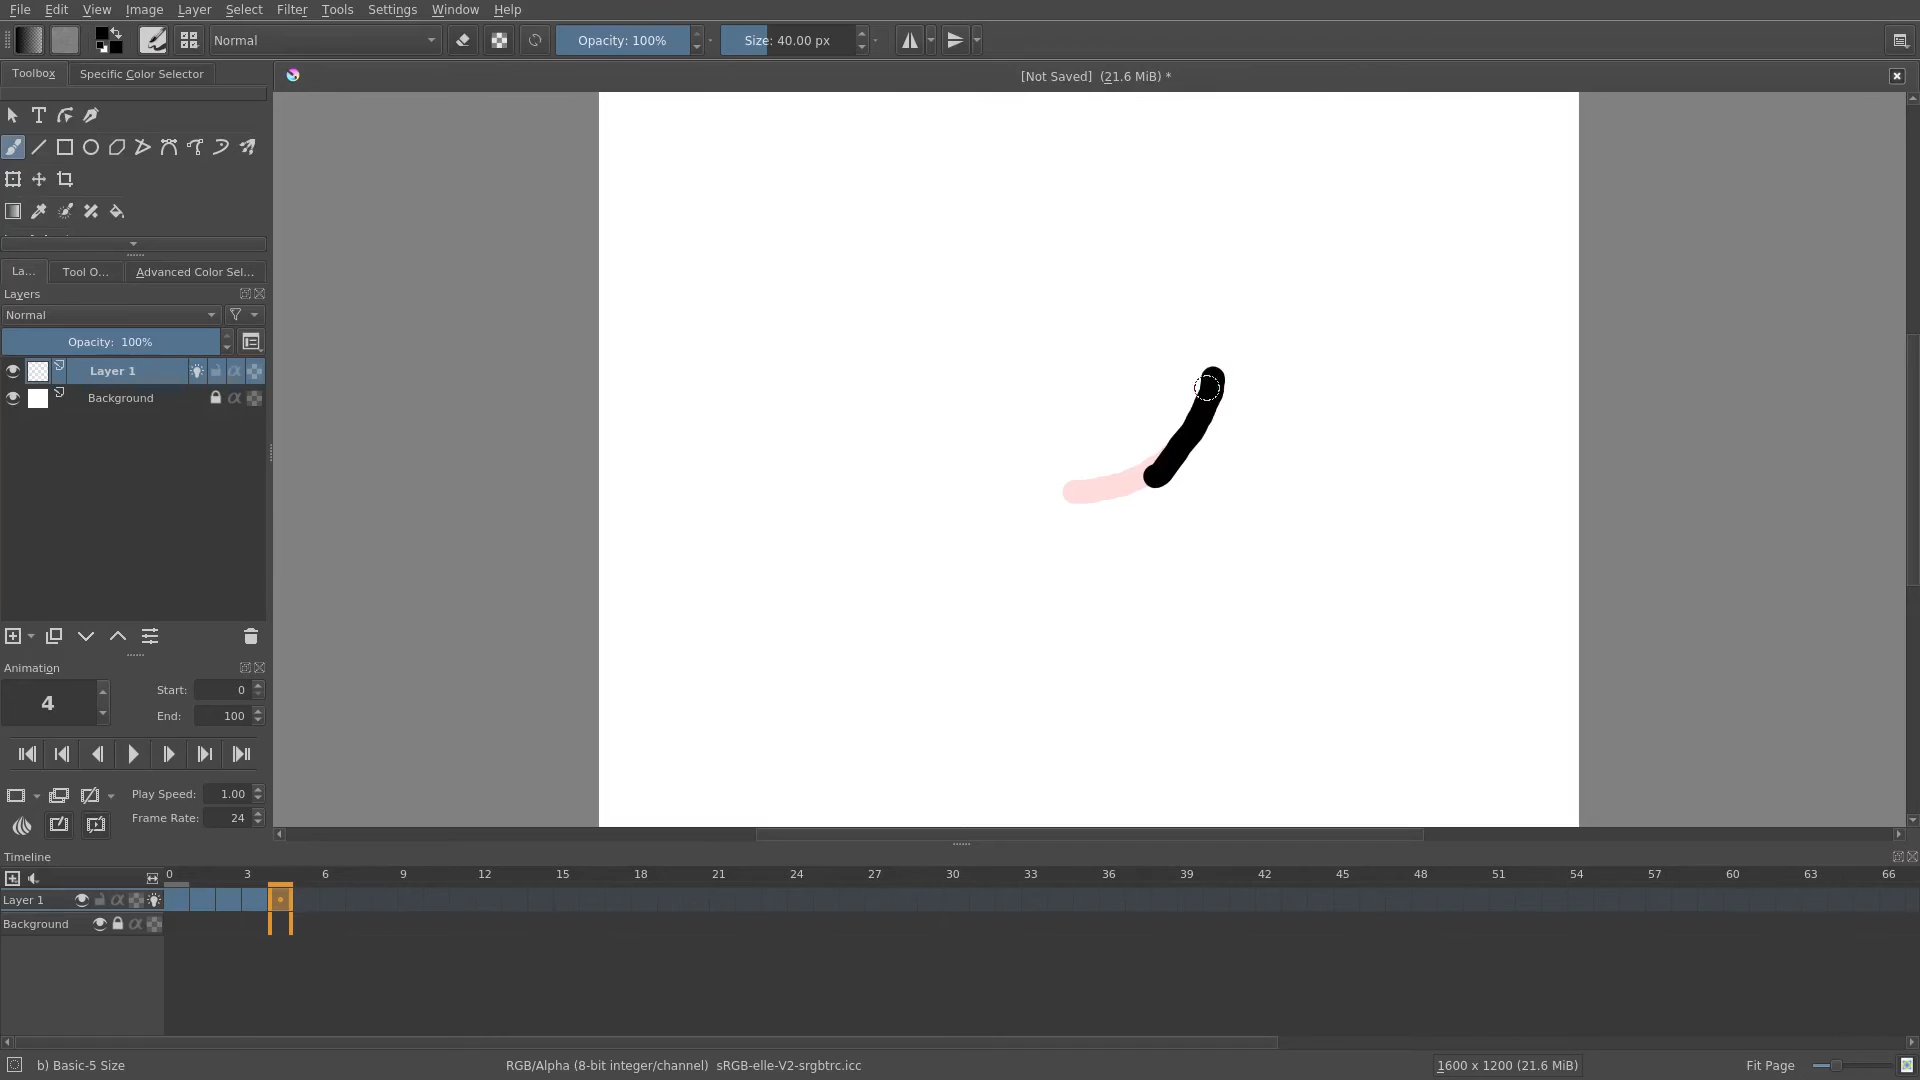 File Edit View Image Layer Select Filter Tools Settings Window Help
Normal Opacity: 100% Size: 40.00 px
Toolbox Specific Color Selector
[Not Saved] (21.6 MiB) *
La... Tool O... Advanced Color Sel...
Layers
Normal
Opacity: 100%
Layer 1
Background
Animation
4 Start: 0
End: 100
Play Speed: 1.00
Frame Rate: 24
Timeline
0 3 6 9 12 15 18 21 24 27 30 33 36 39 42 45 48 51 54 57 60 63 66
Layer 1
Background
b) Basic-5 Size RGB/Alpha (8-bit integer/channel) sRGB-elle-V2-srgbtrc.icc 1600 x 1200 (21.6 MiB) Fit Page